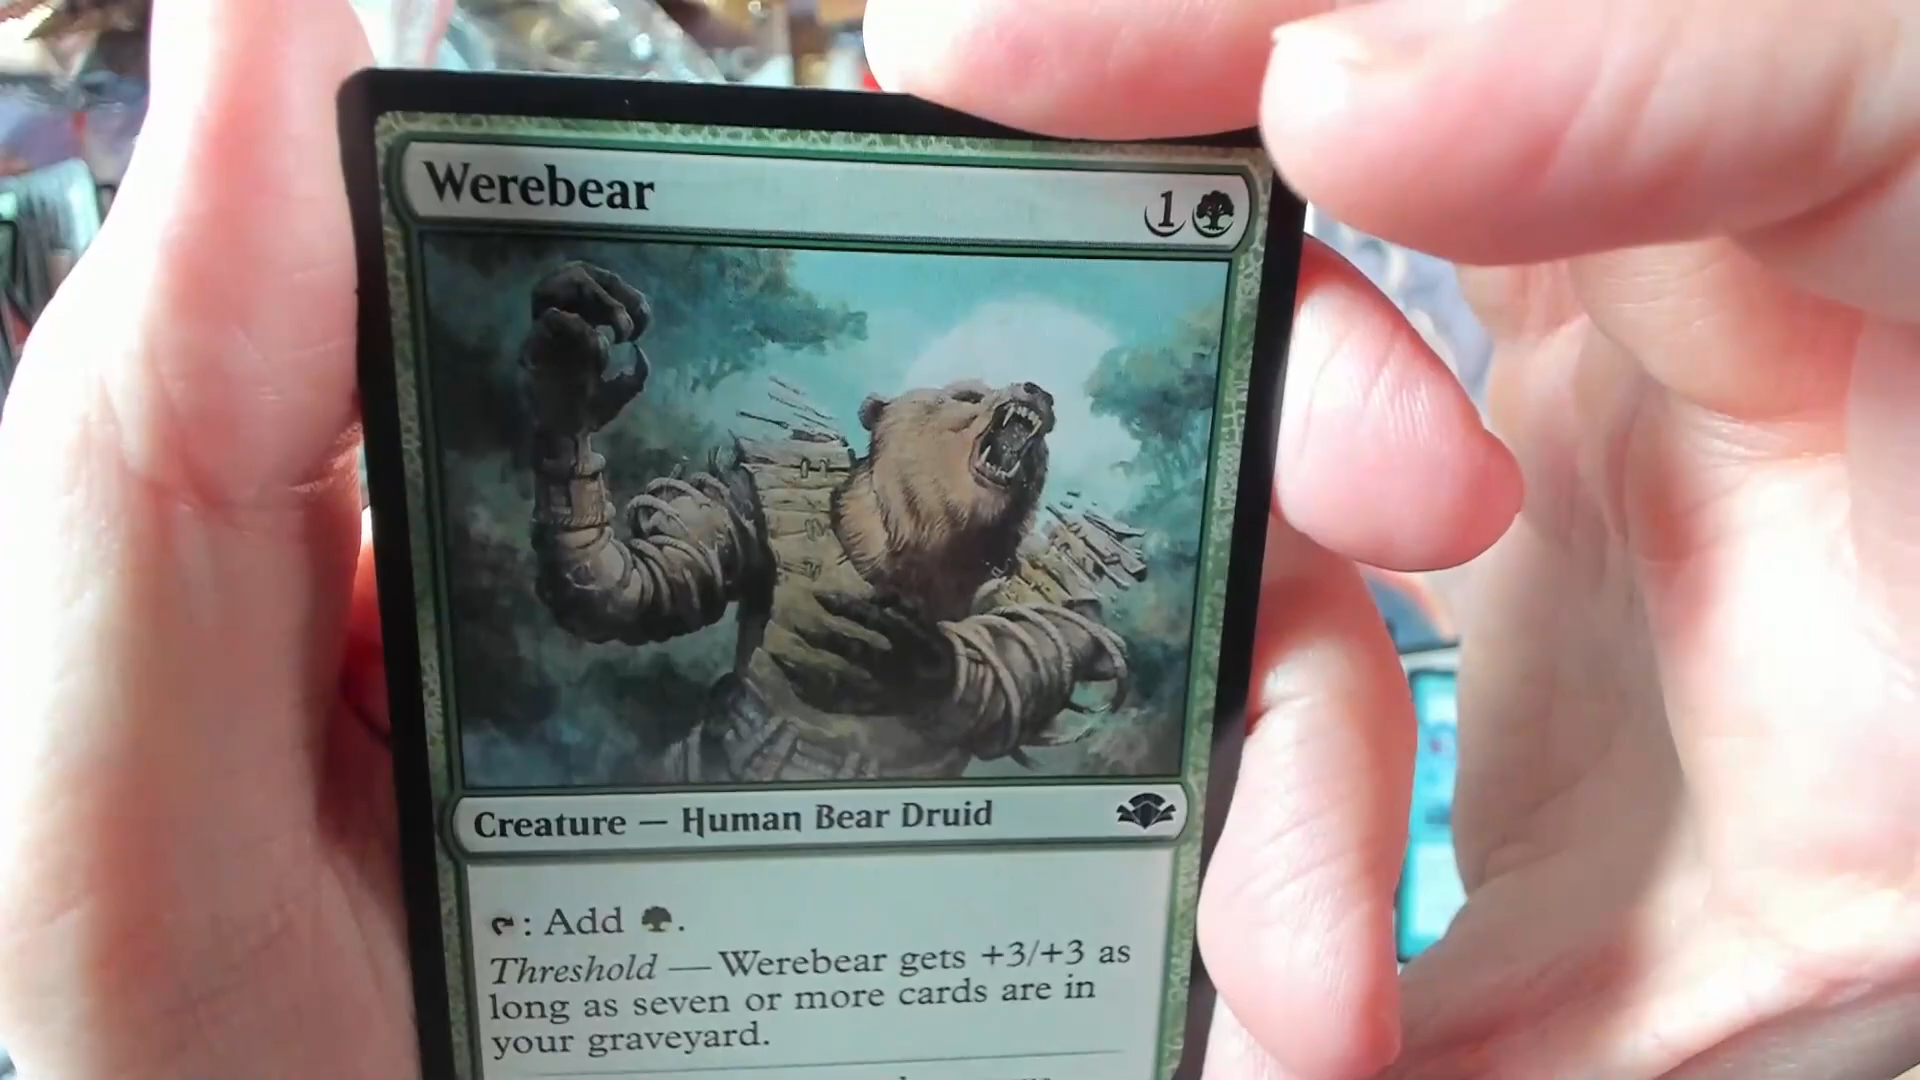 Werebear 1
Creature — Human Bear Druid
: Add .
Threshold — Werebear gets +3/+3 as
long as seven or more cards are in
your graveyard.